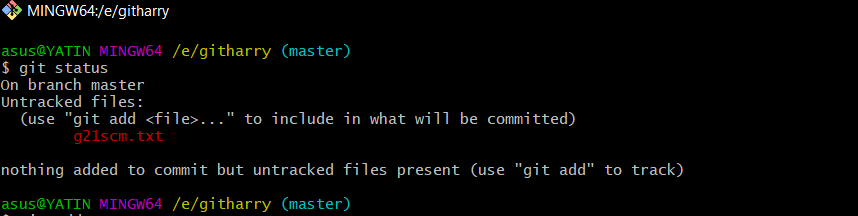 MINGW64:/e/githarry
asus@YATIN MINGW64 /e/githarry (master)
$ git status
On branch master
Untracked files:
  (use "git add <file>..." to include in what will be committed)
        g21scm.txt
nothing added to commit but untracked files present (use "git add" to track)
asus@YATIN MINGW64 /e/githarry (master)